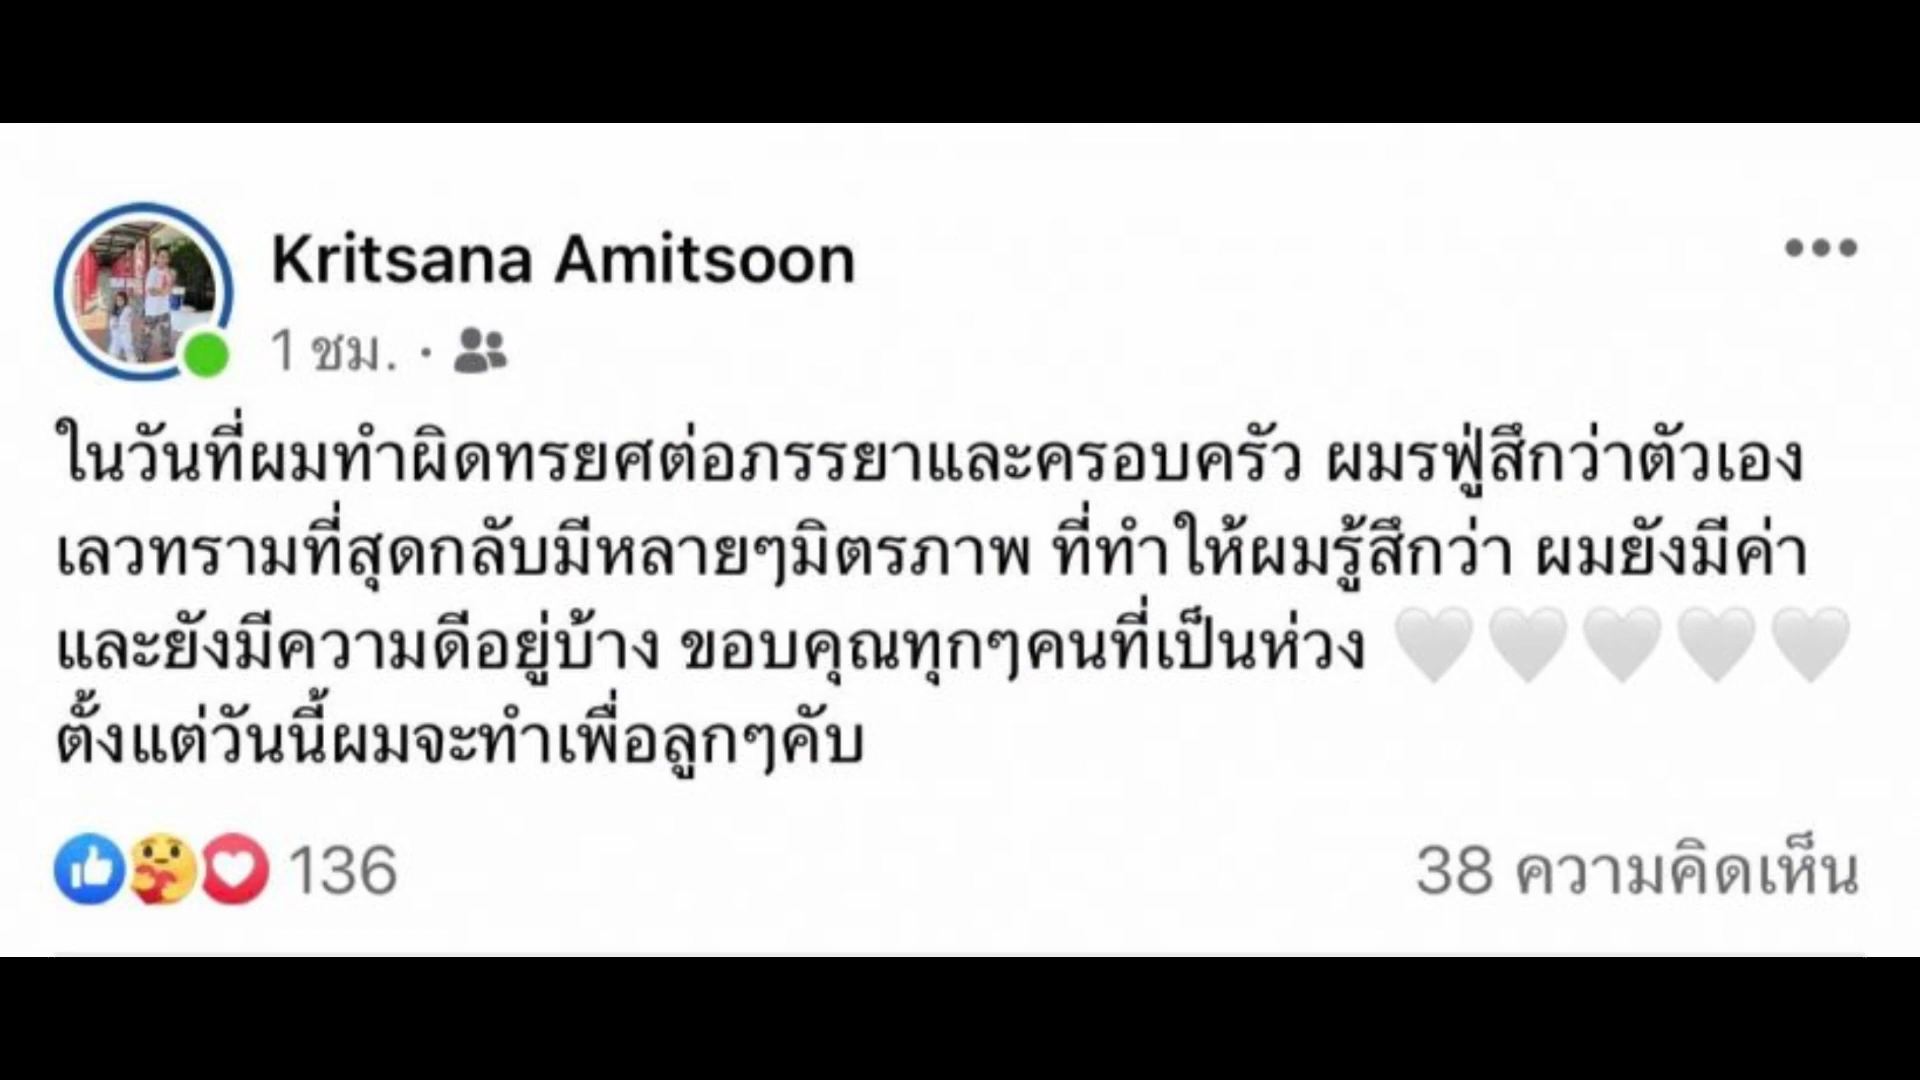 Kritsana Amitsoon
1 ชม. ·
ในวันที่ผมทำผิดทรยศต่อภรรยาและครอบครัว ผมรฟู่สึกว่าตัวเอง
เลวทรามที่สุดกลับมีหลายๆมิตรภาพ ที่ทำให้ผมรู้สึกว่า ผมยังมีค่า
และยังมีความดีอยู่บ้าง ขอบคุณทุกๆคนที่เป็นห่วง 🤍🤍🤍🤍🤍
ตั้งแต่วันนี้ผมจะทำเพื่อลูกๆคับ
136
38 ความคิดเห็น